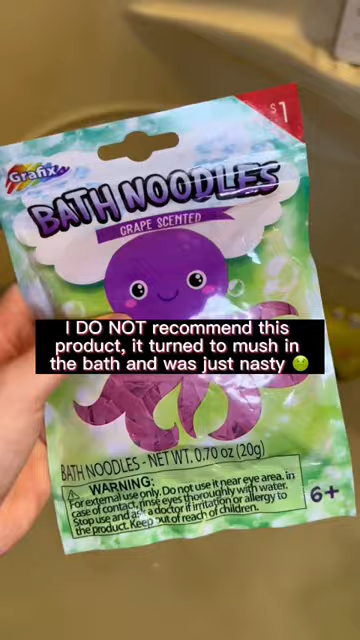 $1
Grafix
BATH NOODLES
GRAPE SCENTED
I DO NOT recommend this
product, it turned to mush in
the bath and was just nasty 🤢
BATH NOODLES - NET WT. 0.70 oz (20g)
WARNING:
For external use only. Do not use it near eye area, in
case of contact, rinse eyes thoroughly with water.
Stop use and ask a doctor if irritation or allergy to
the product. Keep out of reach of children.
6+